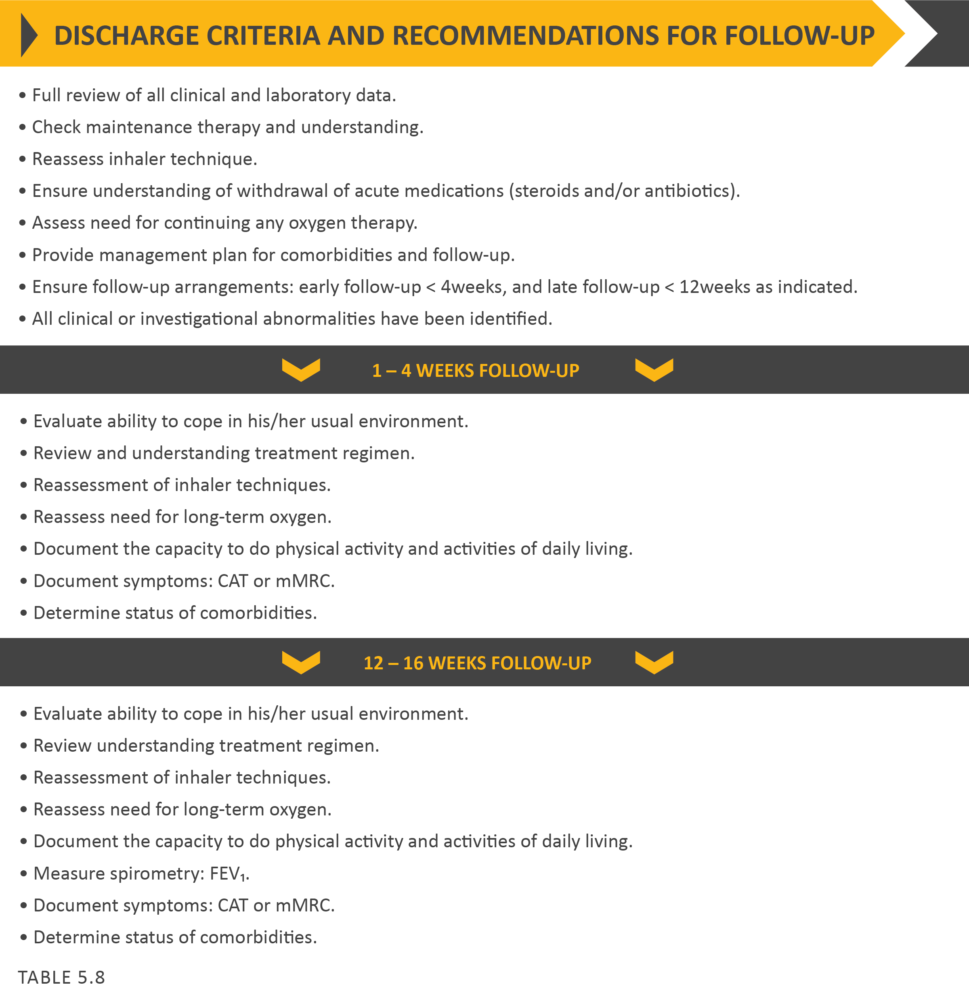 DISCHARGE CRITERIA AND RECOMMENDATIONS FOR FOLLOW-UP
• Full review of all clinical and laboratory data.
• Check maintenance therapy and understanding.
• Reassess inhaler technique.
• Ensure understanding of withdrawal of acute medications (steroids and/or antibiotics).
• Assess need for continuing any oxygen therapy.
• Provide management plan for comorbidities and follow-up.
• Ensure follow-up arrangements: early follow-up < 4weeks, and late follow-up < 12weeks as indicated.
• All clinical or investigational abnormalities have been identified.
1 – 4 WEEKS FOLLOW-UP
• Evaluate ability to cope in his/her usual environment.
• Review and understanding treatment regimen.
• Reassessment of inhaler techniques.
• Reassess need for long-term oxygen.
• Document the capacity to do physical activity and activities of daily living.
• Document symptoms: CAT or mMRC.
• Determine status of comorbidities.
12 – 16 WEEKS FOLLOW-UP
• Evaluate ability to cope in his/her usual environment.
• Review understanding treatment regimen.
• Reassessment of inhaler techniques.
• Reassess need for long-term oxygen.
• Document the capacity to do physical activity and activities of daily living.
• Measure spirometry: FEV₁.
• Document symptoms: CAT or mMRC.
• Determine status of comorbidities.
TABLE 5.8